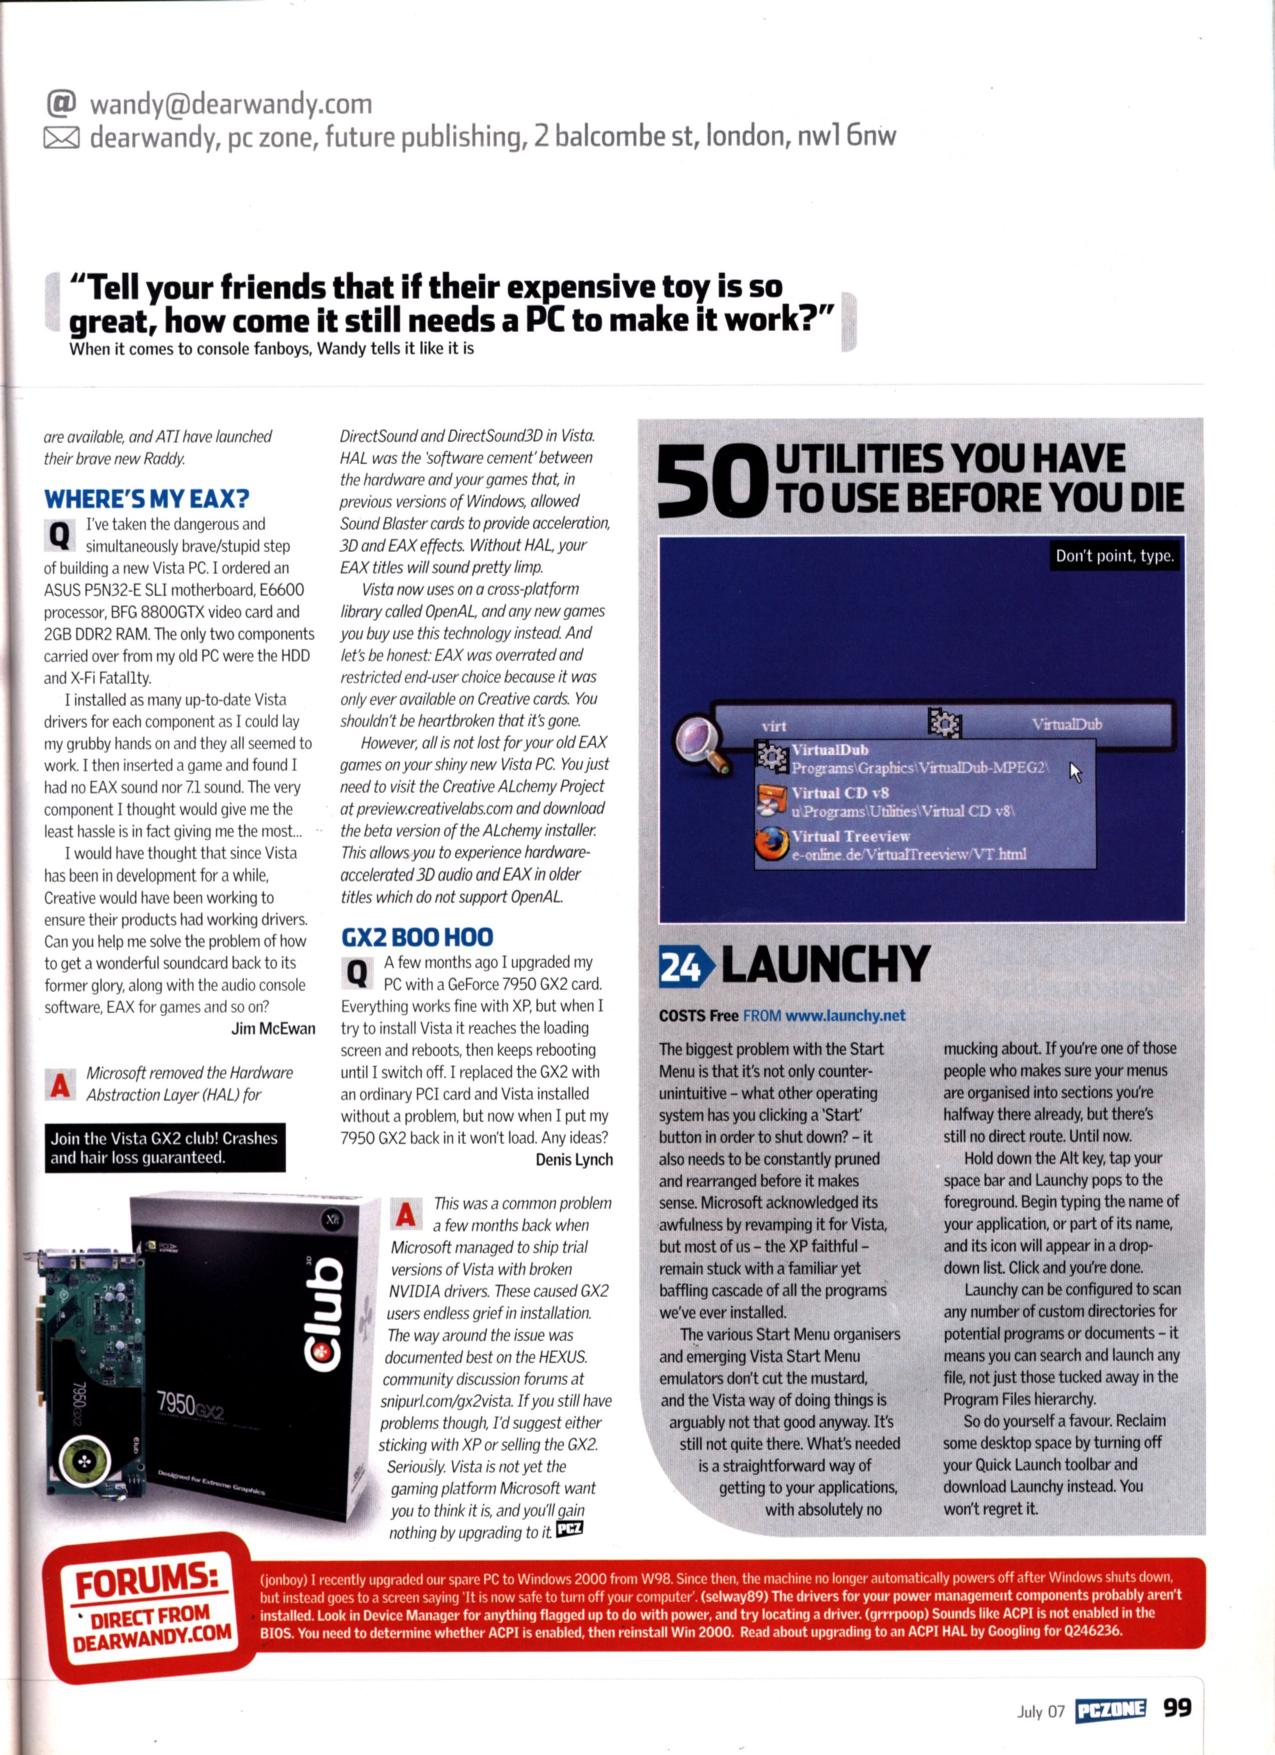 @ wandy@dearwandy.com
dearwandy, pc zone, future publishing, 2 balcombe st, london, nw1 6nw
“Tell your friends that if their expensive toy is so
great, how come it still needs a PC to make it work?”
When it comes to console fanboys, Wandy tells it like it is
are available, and ATI have launched
their brave new Raddy.
WHERE'S MY EAX?
Q I've taken the dangerous and
simultaneously brave/stupid step
of building a new Vista PC. I ordered an
ASUS P5N32-E SLI motherboard, E6600
processor, BFG 8800GTX video card and
2GB DDR2 RAM. The only two components
carried over from my old PC were the HDD
and X-Fi Fatal1ty.
I installed as many up-to-date Vista
drivers for each component as I could lay
my grubby hands on and they all seemed to
work. I then inserted a game and found I
had no EAX sound nor 7.1 sound. The very
component I thought would give me the
least hassle is in fact giving me the most...
I would have thought that since Vista
has been in development for a while,
Creative would have been working to
ensure their products had working drivers.
Can you help me solve the problem of how
to get a wonderful soundcard back to its
former glory, along with the audio console
software, EAX for games and so on?
Jim McEwan
A Microsoft removed the Hardware
Abstraction Layer (HAL) for
Join the Vista GX2 club! Crashes
and hair loss guaranteed.
DirectSound and DirectSound3D in Vista.
HAL was the 'software cement' between
the hardware and your games that, in
previous versions of Windows, allowed
Sound Blaster cards to provide acceleration,
3D and EAX effects. Without HAL, your
EAX titles will sound pretty limp.
Vista now uses on a cross-platform
library called OpenAL, and any new games
you buy use this technology instead. And
let's be honest: EAX was overrated and
restricted end-user choice because it was
only ever available on Creative cards. You
shouldn't be heartbroken that it's gone.
However, all is not lost for your old EAX
games on your shiny new Vista PC. You just
need to visit the Creative ALchemy Project
at preview.creativelabs.com and download
the beta version of the ALchemy installer.
This allows you to experience hardware-
accelerated 3D audio and EAX in older
titles which do not support OpenAL.
GX2 BOO HOO
Q A few months ago I upgraded my
PC with a GeForce 7950 GX2 card.
Everything works fine with XP, but when I
try to install Vista it reaches the loading
screen and reboots, then keeps rebooting
until I switch off. I replaced the GX2 with
an ordinary PCI card and Vista installed
without a problem, but now when I put my
7950 GX2 back in it won't load. Any ideas?
Denis Lynch
A This was a common problem
a few months back when
Microsoft managed to ship trial
versions of Vista with broken
NVIDIA drivers. These caused GX2
users endless grief in installation.
The way around the issue was
documented best on the HEXUS.
community discussion forums at
snipurl.com/gx2vista. If you still have
problems though, I'd suggest either
sticking with XP or selling the GX2.
Seriously. Vista is not yet the
gaming platform Microsoft want
you to think it is, and you'll gain
nothing by upgrading to it. PCZ
Club
7950GX2
Designed for Extreme Graphics
7950GX2
Club
50 UTILITIES YOU HAVE
TO USE BEFORE YOU DIE
Don't point, type.
virt
VirtualDub
VirtualDub
Programs\Graphics\VirtualDub-MPEG2\
Virtual CD v8
u\Programs\Utilities\Virtual CD v8\
Virtual Treeview
e-online.de/VirtualTreeview/VT.html
24 LAUNCHY
COSTS Free FROM www.launchy.net
The biggest problem with the Start
Menu is that it's not only counter-
unintuitive – what other operating
system has you clicking a 'Start'
button in order to shut down? – it
also needs to be constantly pruned
and rearranged before it makes
sense. Microsoft acknowledged its
awfulness by revamping it for Vista,
but most of us – the XP faithful –
remain stuck with a familiar yet
baffling cascade of all the programs
we've ever installed.
The various Start Menu organisers
and emerging Vista Start Menu
emulators don't cut the mustard,
and the Vista way of doing things is
arguably not that good anyway. It's
still not quite there. What's needed
is a straightforward way of
getting to your applications,
with absolutely no
mucking about. If you're one of those
people who makes sure your menus
are organised into sections you're
halfway there already, but there's
still no direct route. Until now.
Hold down the Alt key, tap your
space bar and Launchy pops to the
foreground. Begin typing the name of
your application, or part of its name,
and its icon will appear in a drop-
down list. Click and you're done.
Launchy can be configured to scan
any number of custom directories for
potential programs or documents – it
means you can search and launch any
file, not just those tucked away in the
Program Files hierarchy.
So do yourself a favour. Reclaim
some desktop space by turning off
your Quick Launch toolbar and
download Launchy instead. You
won't regret it.
FORUMS:
DIRECT FROM
DEARWANDY.COM
(jonboy) I recently upgraded our spare PC to Windows 2000 from W98. Since then, the machine no longer automatically powers off after Windows shuts down,
but instead goes to a screen saying 'It is now safe to turn off your computer'. (selway89) The drivers for your power management components probably aren't
installed. Look in Device Manager for anything flagged up to do with power, and try locating a driver. (grrrpoop) Sounds like ACPI is not enabled in the
BIOS. You need to determine whether ACPI is enabled, then reinstall Win 2000. Read about upgrading to an ACPI HAL by Googling for Q246236.
July 07 PCZONE 99